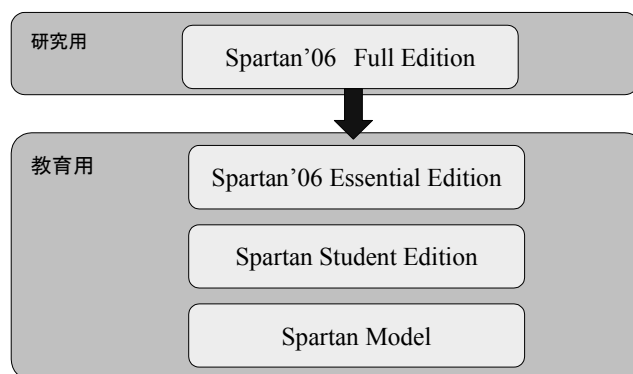 研究用
Spartan’06 Full Edition
教育用
Spartan’06 Essential Edition
Spartan Student Edition
Spartan Model